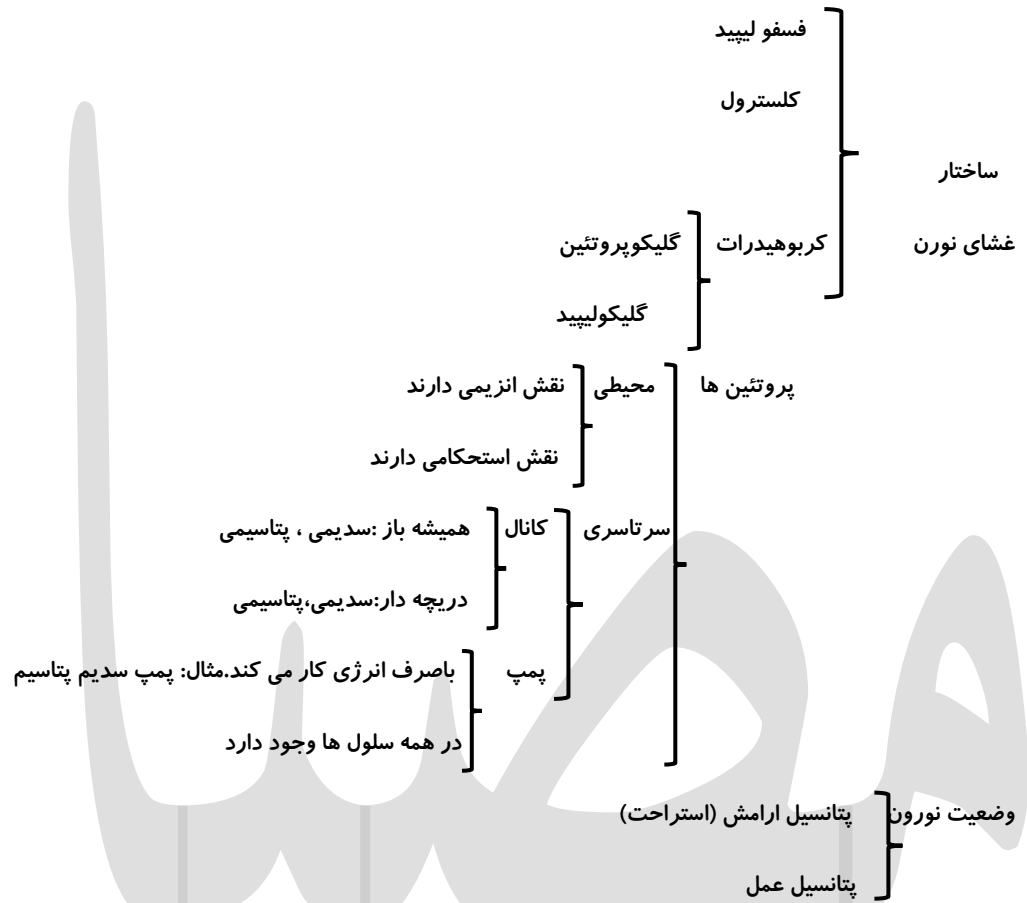 فسفو لیپید
کلسترول
ساختار
غشای نورن کربوهیدرات گلیکوپروتئین
گلیکولیپید
پروتئین ها محیطی نقش انزیمی دارند
نقش استحکامی دارند
سرتاسری کانال همیشه باز :سدیمی ، پتاسیمی
دریچه دار:سدیمی،پتاسیمی
پمپ باصرف انرژی کار می کند.مثال: پمپ سدیم پتاسیم
در همه سلول ها وجود دارد
وضعیت نورون پتانسیل ارامش (استراحت)
پتانسیل عمل